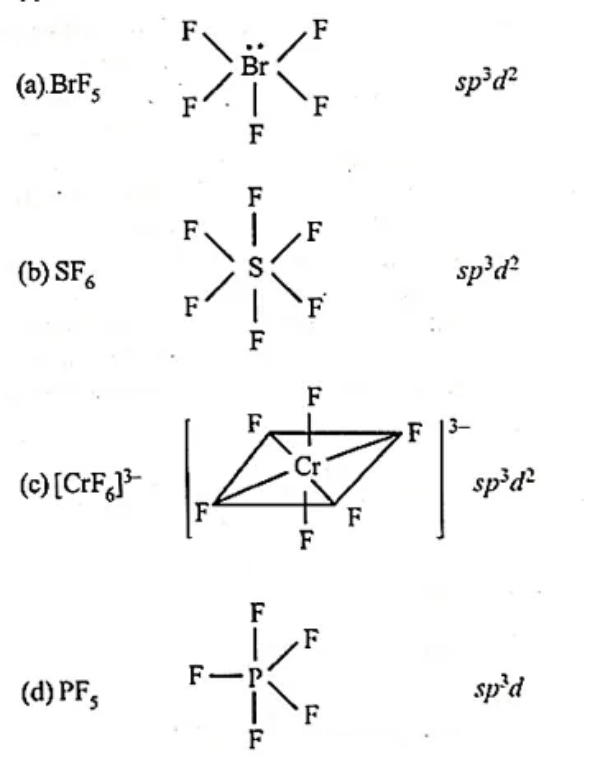 F F
(a).BrF₅ Br sp³d²
F F
F
F
F F
(b) SF₆ S sp³d²
F F
F
F
F F 3–
(c) [CrF₆]³⁻ Cr sp³d²
F F
F
F
F
(d) PF₅ F P sp³d
F
F